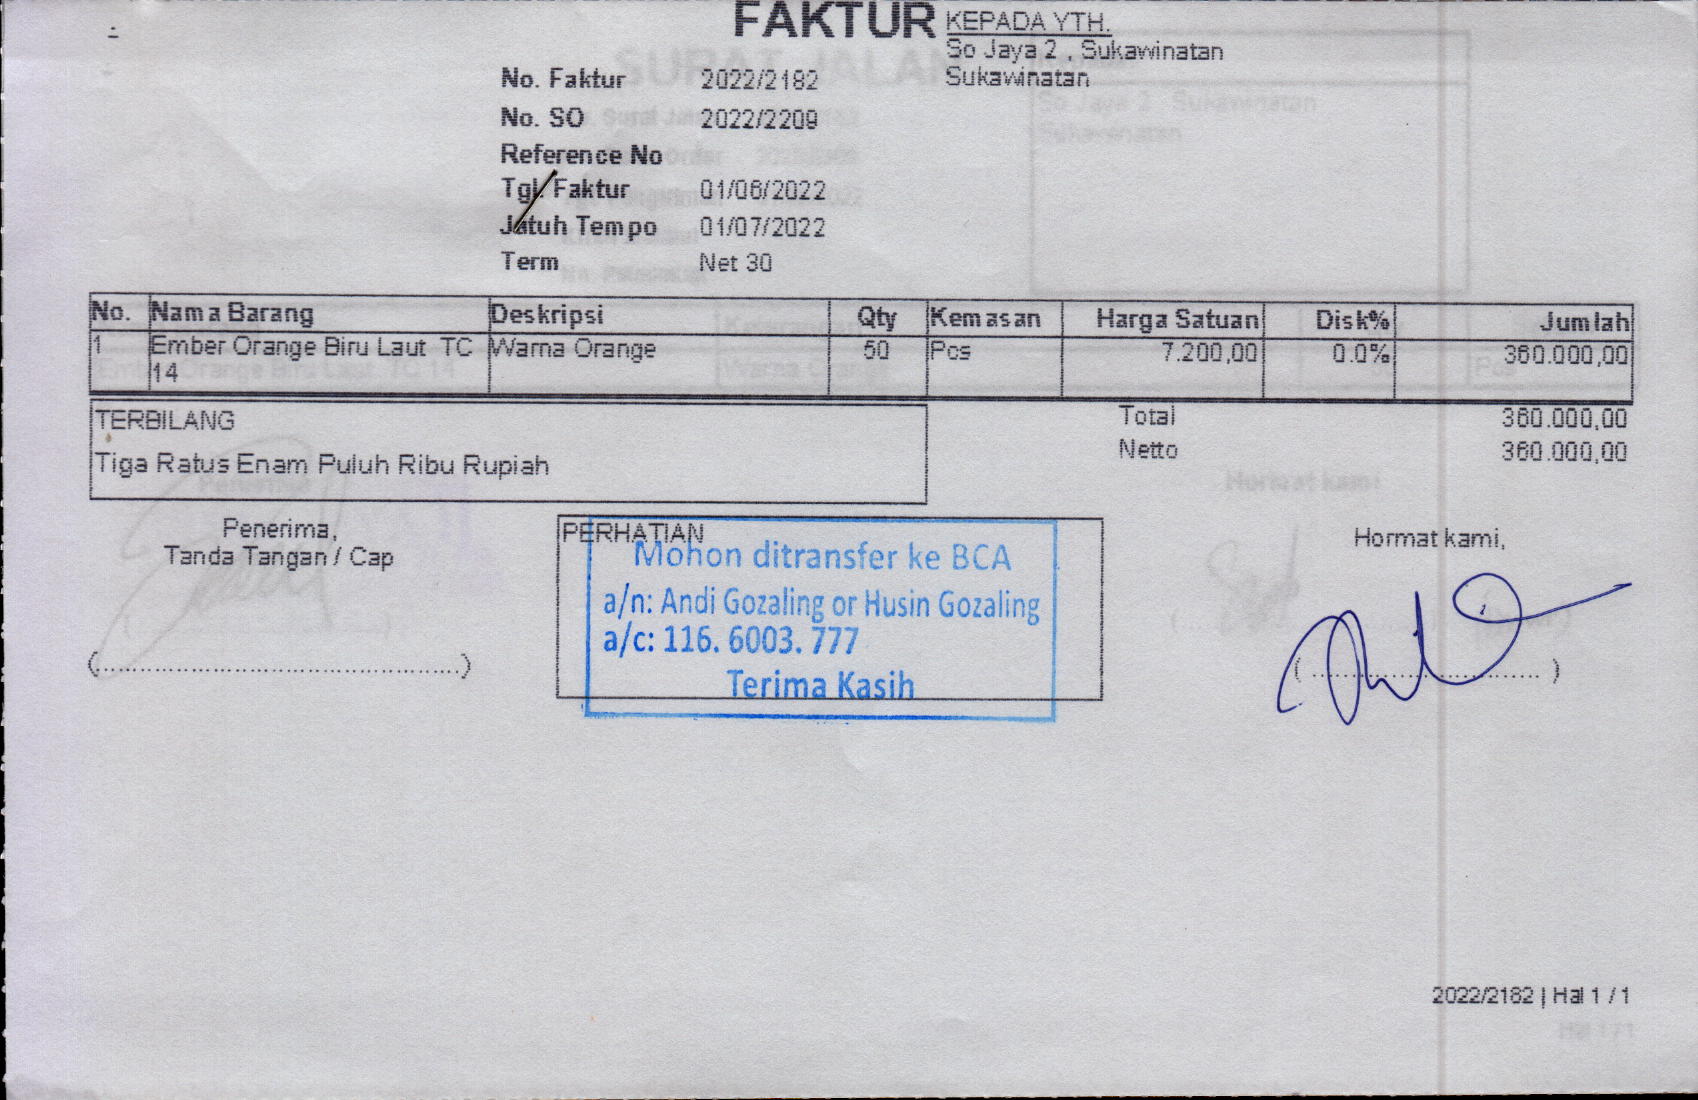 FAKTUR
KEPADA YTH.
So Jaya 2 . Sukawinatan
Sukawinatan
No. Faktur 2022/2182
No. SO 2022/2209
Reference No
Tgl. Faktur 01/06/2022
Jatuh Tempo 01/07/2022
Term Net 30
No. Nama Barang Deskripsi Qty Kemasan Harga Satuan Disk% Jumlah
1 Ember Orange Biru Laut TC Warna Orange 50 Pcs 7.200,00 0.0% 360.000,00
14
TERBILANG
Tiga Ratus Enam Puluh Ribu Rupiah
Total 360.000,00
Netto 360.000,00
Penerima,
Tanda Tangan / Cap
(............................................)
PERHATIAN
Mohon ditransfer ke BCA
a/n: Andi Gozaling or Husin Gozaling
a/c: 116. 6003. 777
Terima Kasih
Hormat kami,
(............................)
2022/2182 | Hal 1 / 1